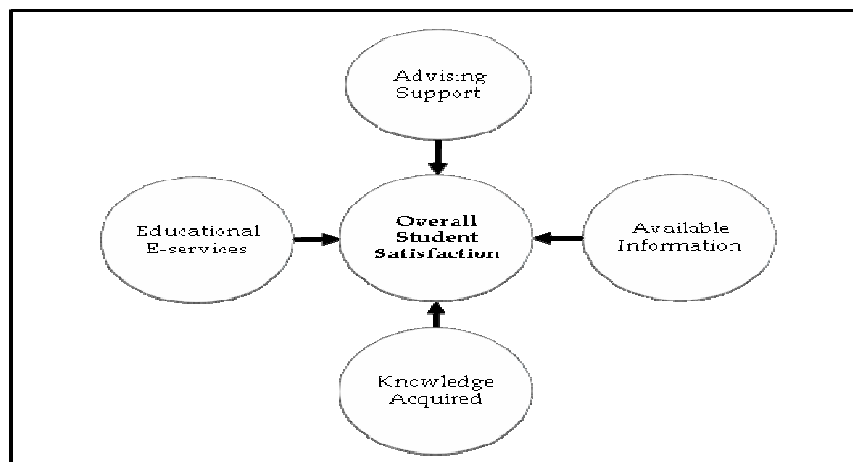 Advising
Support
Educational
E-services
Overall
Student
Satisfaction
Available
Information
Knowledge
Acquired